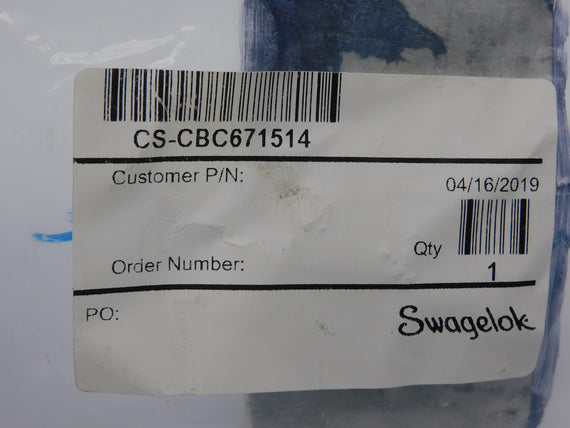 CS-CBC671514
Customer P/N:
04/16/2019
Qty
1
Order Number:
PO:
Swagelok